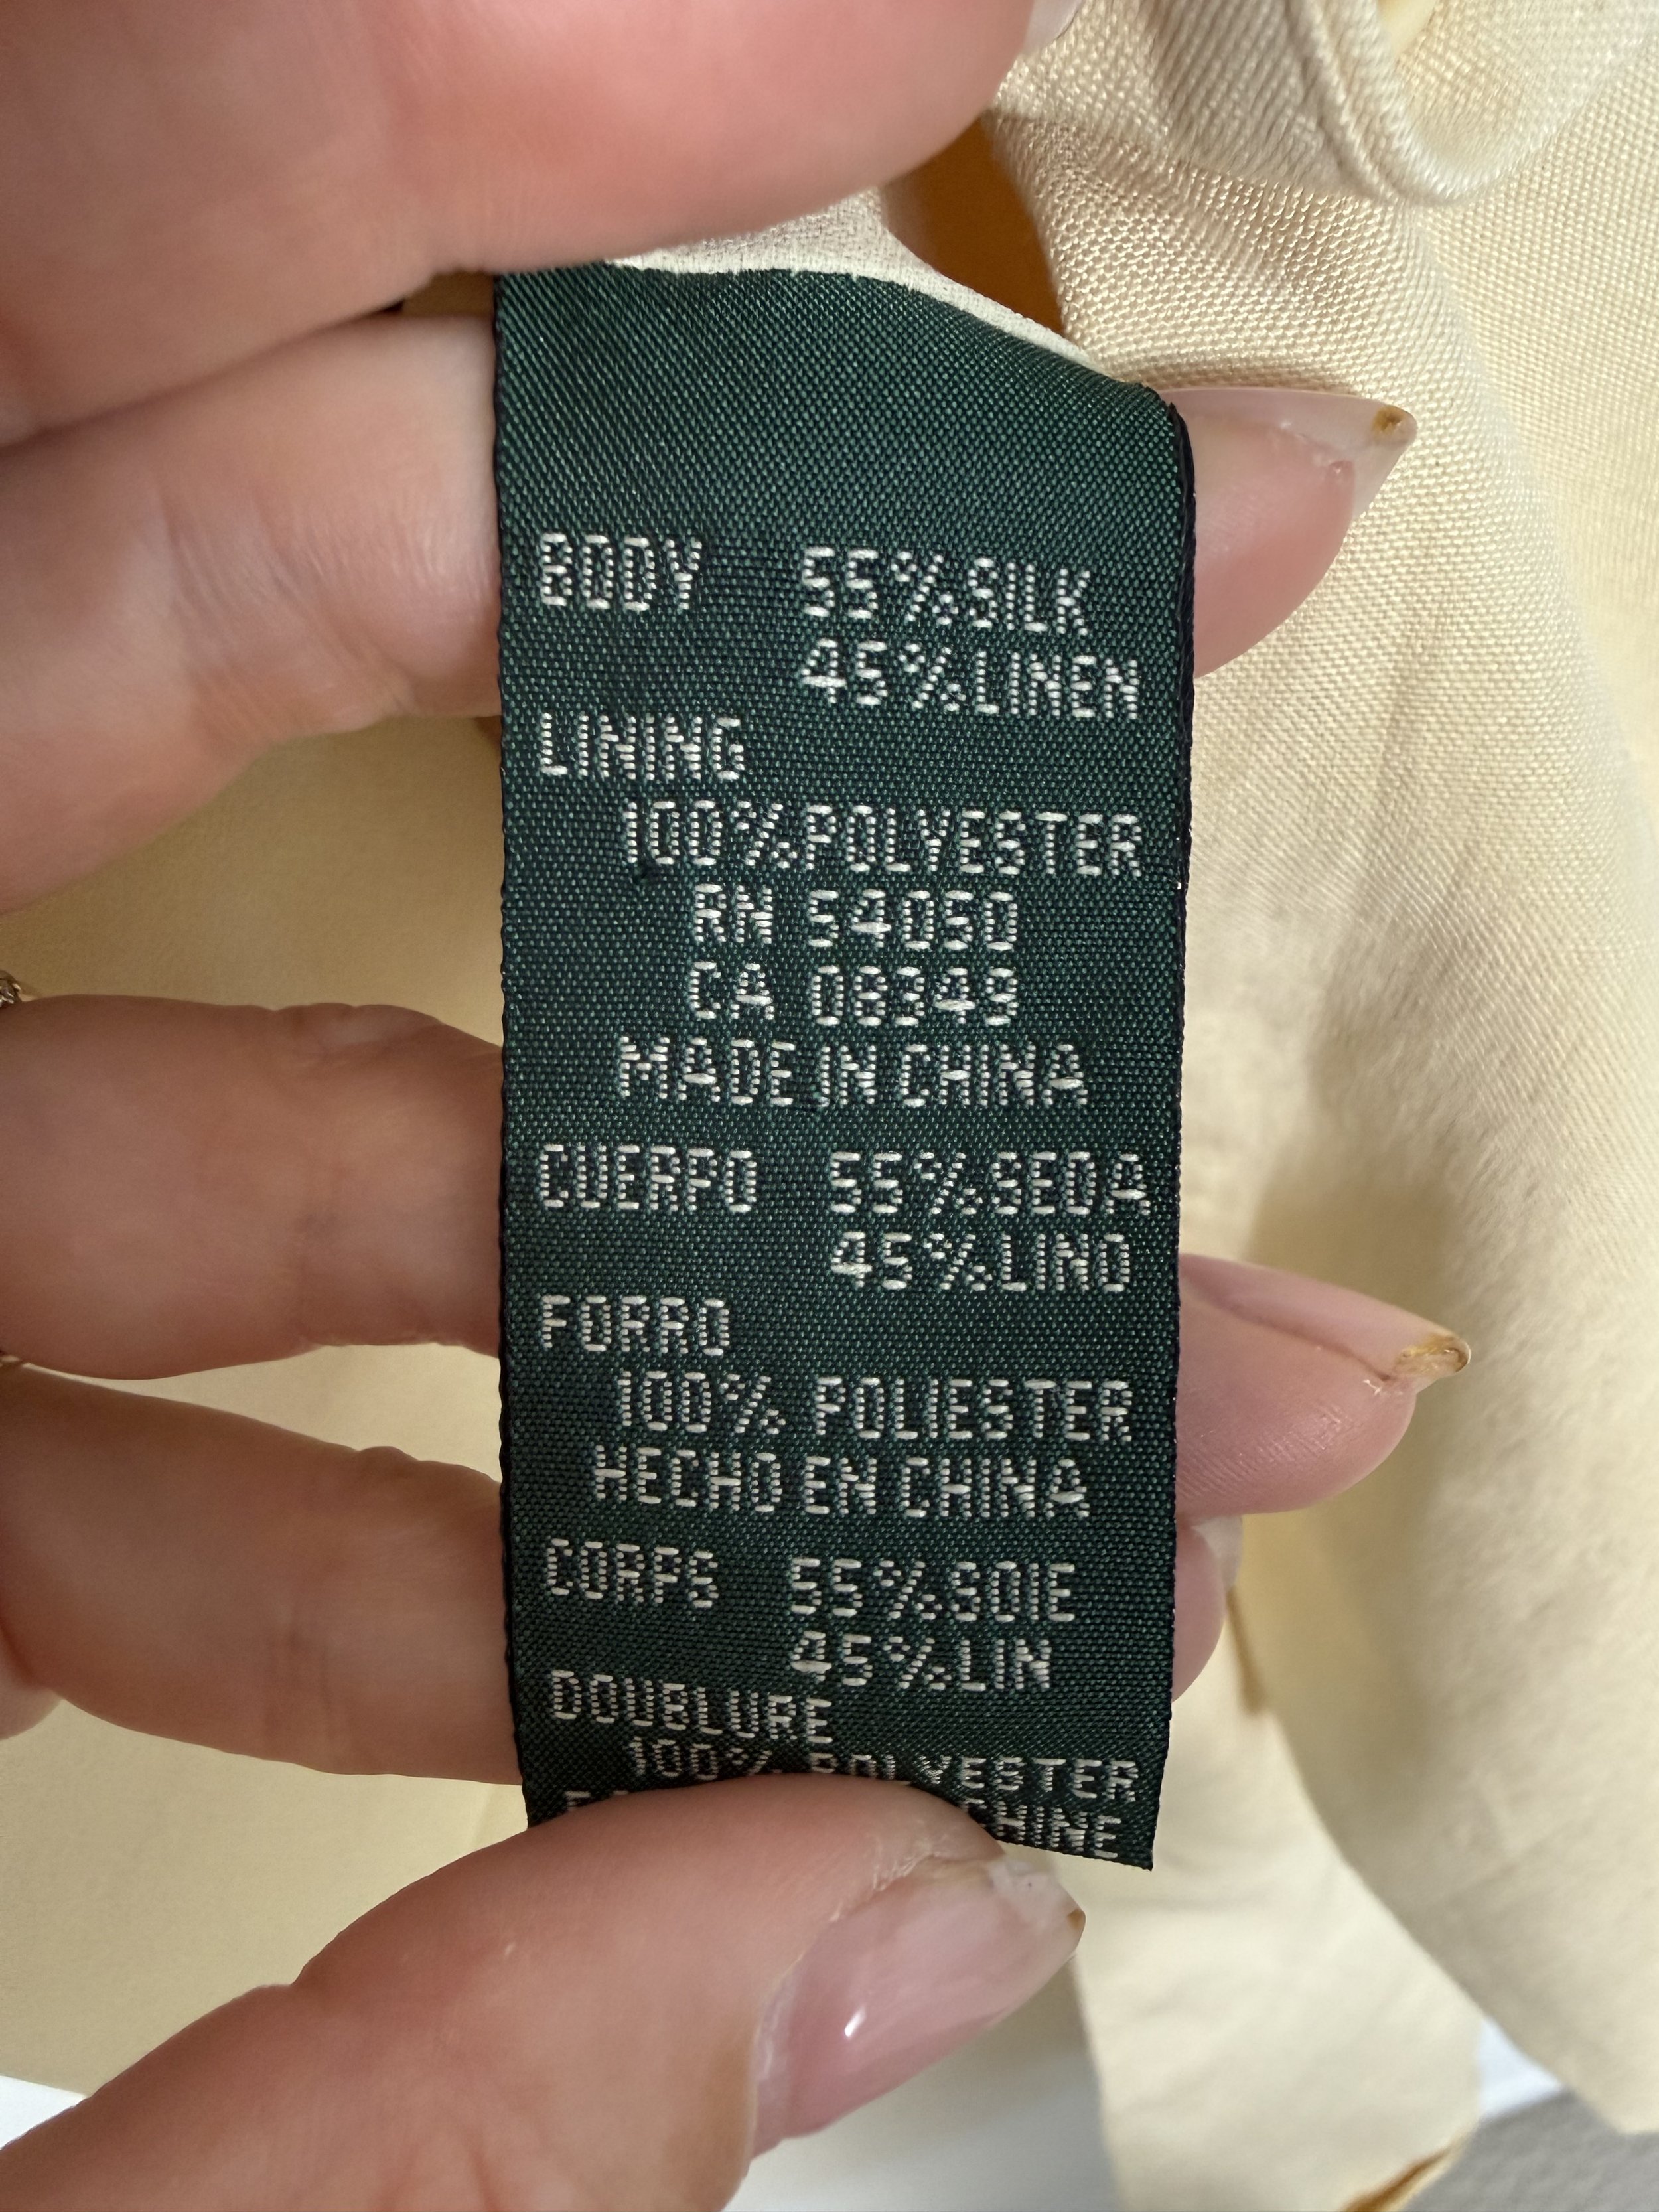 BODY 55%SILK
45%LINEN
LINING
100%POLYESTER
RN 54050
CA 08349
MADE IN CHINA
CUERPO 55%SEDA
45%LINO
FORRO
100% POLIESTER
HECHO EN CHINA
CORPS 55%SOIE
45%LIN
DOUBLURE
100% POLYESTER